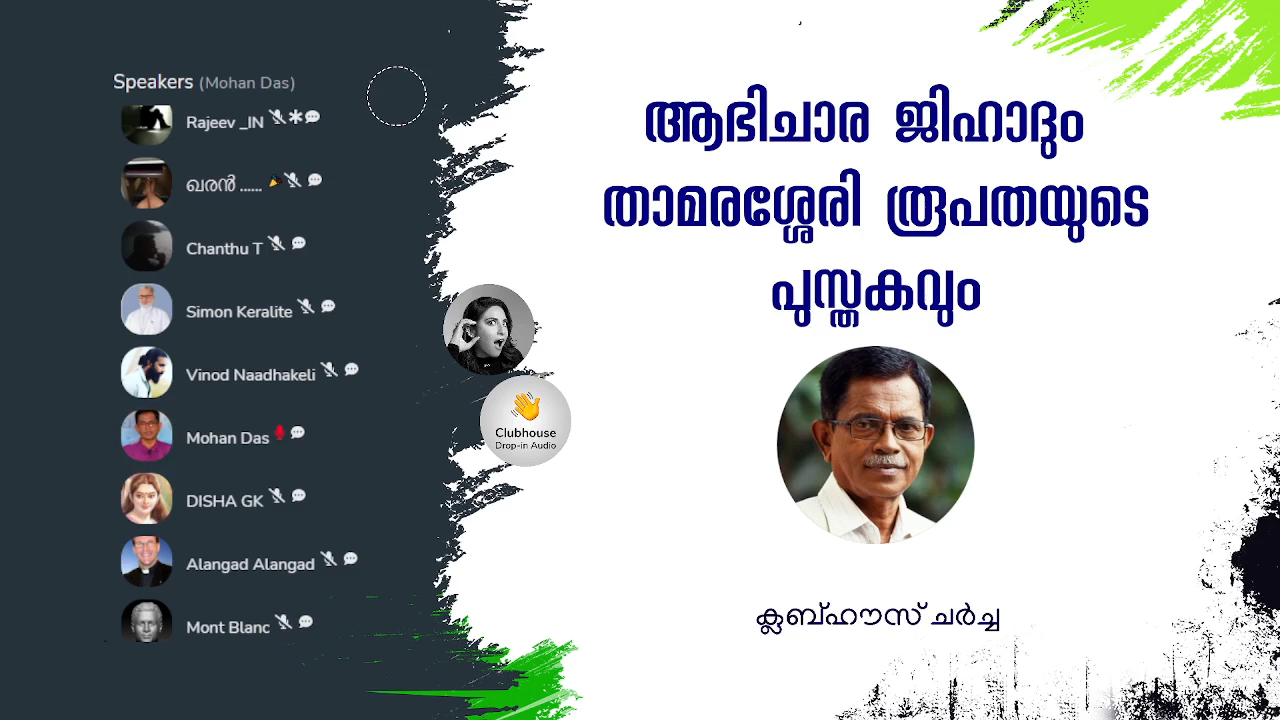 Speakers (Mohan Das)
Rajeev _IN
ഖരൻ ......
Chanthu T
Simon Keralite
Vinod Naadhakeli
Mohan Das
DISHA GK
Alangad Alangad
Mont Blanc
Clubhouse
Drop-in Audio
ആഭിചാര ജിഹാദും
താമരശ്ശേരി രൂപതയുടെ
പുസ്തകവും
ക്ലബ്ഹൗസ് ചർച്ച